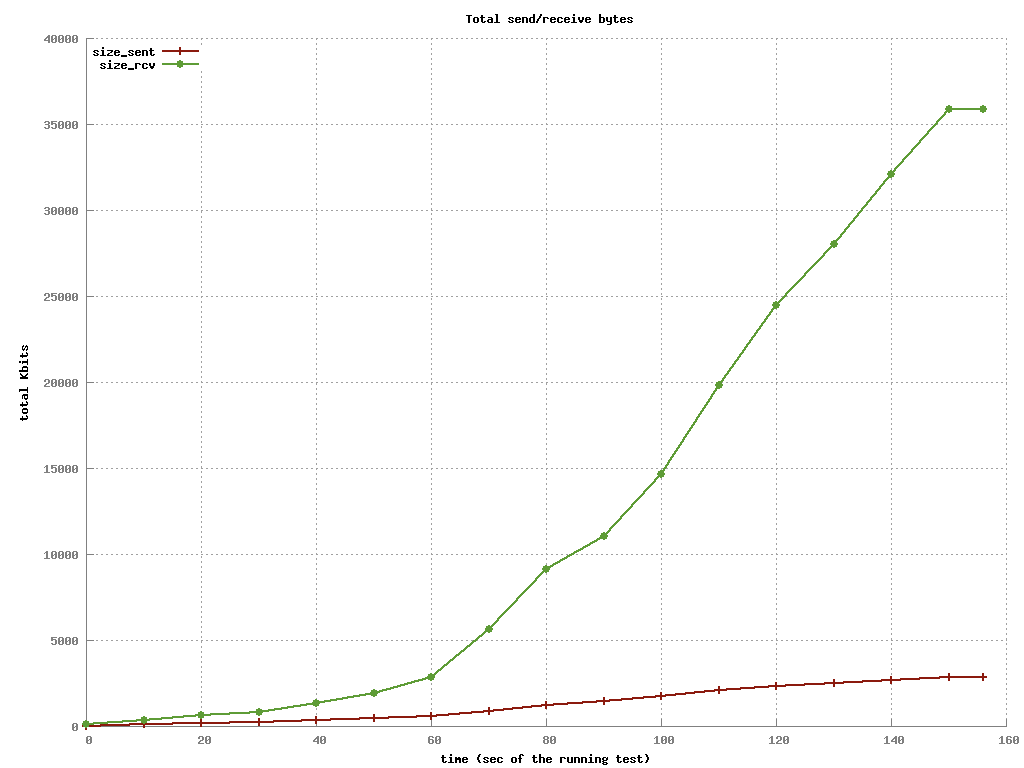 Total send/receive bytes
40000
size_sent
size_rcv
35000
30000
25000
total Kbits
20000
15000
10000
5000
0
0 20 40 60 80 100 120 140 160
time (sec of the running test)